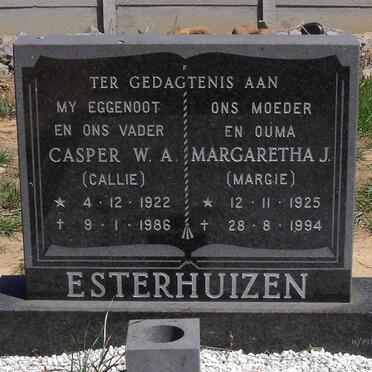 TER GEDAGTENIS AAN
MY EGGENOOT
EN ONS VADER
CASPER W. A.
(CALLIE)
★ 4 · 12 · 1922
✝ 9 · 1 · 1986
ONS MOEDER
EN OUMA
MARGARETHA J.
(MARGIE)
★ 12 · 11 · 1925
✝ 28 · 8 · 1994
ESTERHUIZEN